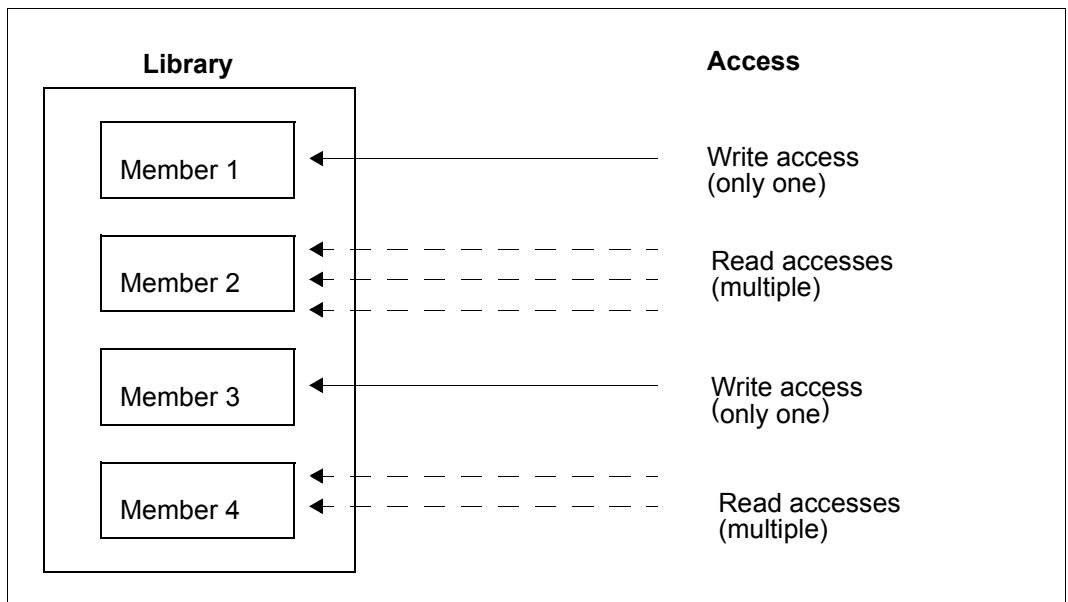 Library
Access
Member 1
Write access
(only one)
Member 2
Read accesses
(multiple)
Member 3
Write access
(only one)
Member 4
Read accesses
(multiple)